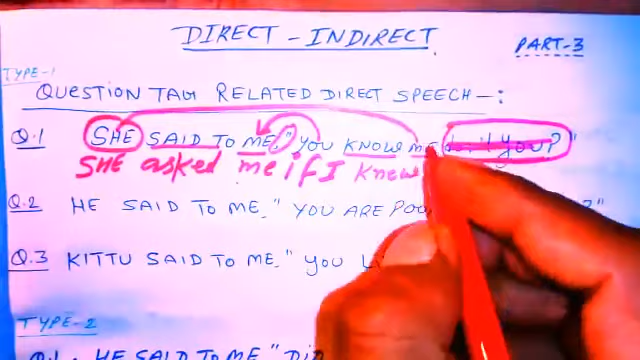 DIRECT - INDIRECT
PART-3
TYPE-1
QUESTION TAG RELATED DIRECT SPEECH -:
Q.1 SHE SAID TO ME, " YOU KNOW ME you? "
SHE asked me if I knew
Q.2 HE SAID TO ME, " YOU ARE ? "
Q.3 KITTU SAID TO ME, " YOU
TYPE-2
Q.1. HE SAID TO ME "